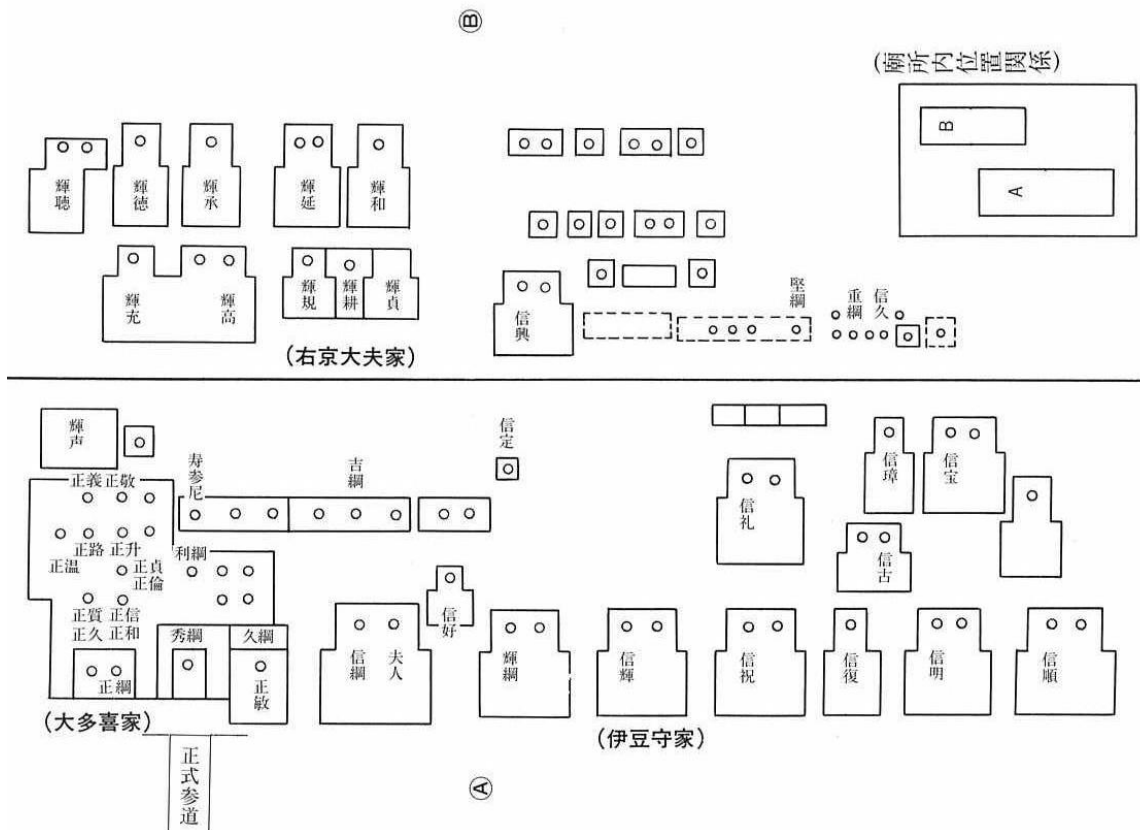 Ⓑ
(廟所内位置関係)
B
A
輝聴
輝徳
輝承
輝延
輝和
輝充
輝高
輝規
輝耕
輝貞
(右京大夫家)
信興
堅綱
重綱
信久
輝声
正義
正敬
寿参尼
吉綱
信定
正路
正升
正温
正貞
正倫
利綱
正質
正信
正久
正和
秀綱
久綱
正綱
正敏
(大多喜家)
正式参道
信綱
夫人
信好
輝綱
信輝
信祝
信復
信明
信順
信礼
信璋
信宝
信古
(伊豆守家)
Ⓐ